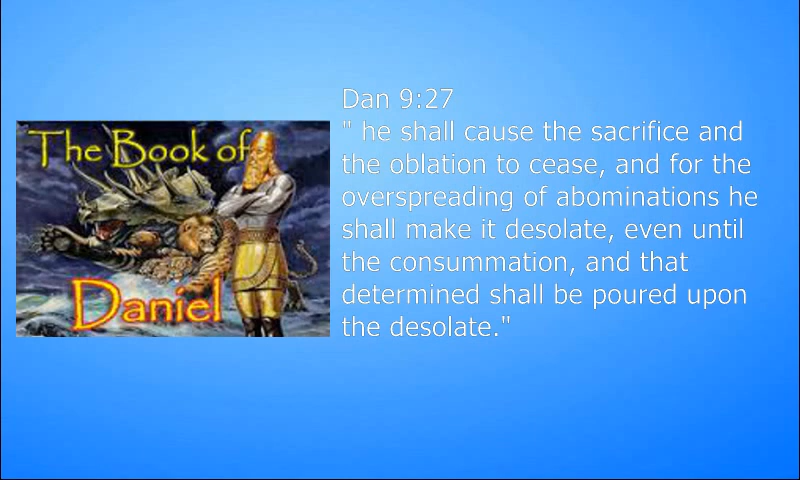 The Book of
Daniel
Dan 9:27
" he shall cause the sacrifice and
the oblation to cease, and for the
overspreading of abominations he
shall make it desolate, even until
the consummation, and that
determined shall be poured upon
the desolate."